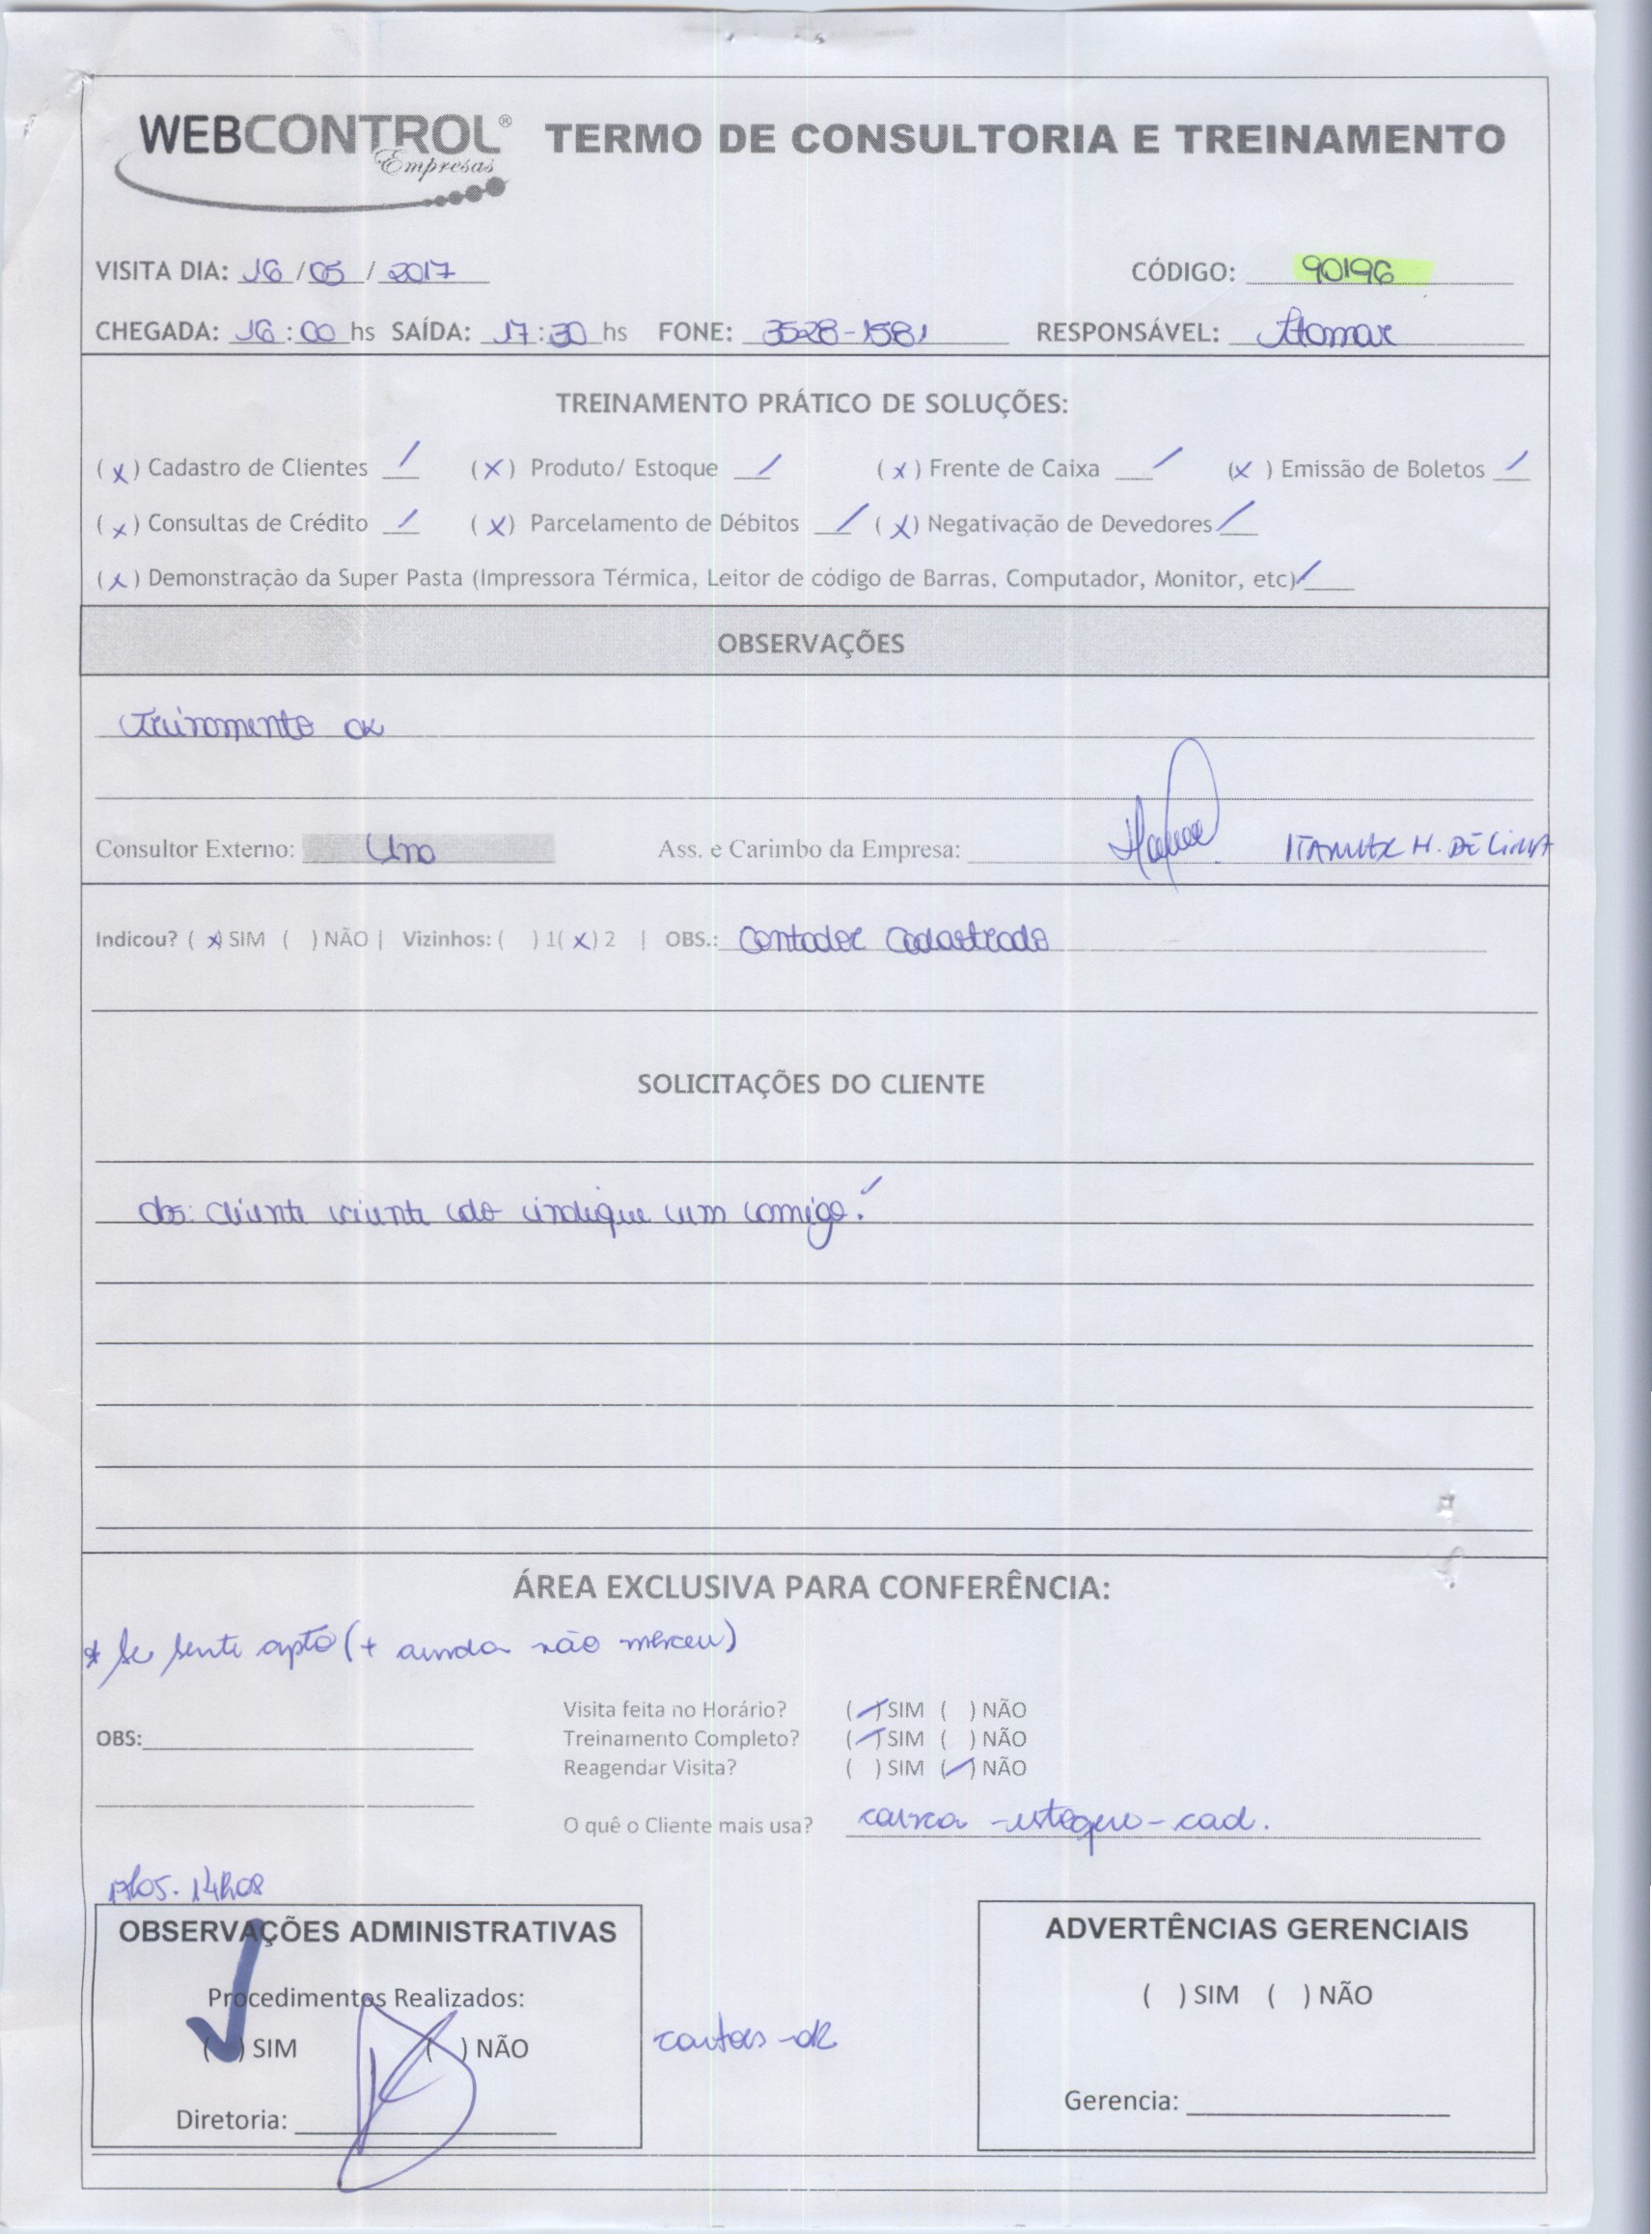 WEBCONTROL® Empresas TERMO DE CONSULTORIA E TREINAMENTO
VISITA DIA: 16 / 05 / 2017 CÓDIGO: 90196
CHEGADA: 16 : 00 hs SAÍDA: 17 : 30 hs FONE: 3528-1581 RESPONSÁVEL: Itamar
TREINAMENTO PRÁTICO DE SOLUÇÕES:
( x ) Cadastro de Clientes / ( x ) Produto/ Estoque / ( x ) Frente de Caixa / ( x ) Emissão de Boletos /
( x ) Consultas de Crédito / ( x ) Parcelamento de Débitos / ( x ) Negativação de Devedores /
( x ) Demonstração da Super Pasta (Impressora Térmica, Leitor de código de Barras, Computador, Monitor, etc) /
OBSERVAÇÕES
Treinamento ok
Consultor Externo: Ass. e Carimbo da Empresa: ITAMAR H. DE LIMA
Indicou? ( x ) SIM ( ) NÃO | Vizinhos: ( ) 1 ( x ) 2 | OBS.: Contador Cadastrado
SOLICITAÇÕES DO CLIENTE
obs: cliente ciente do indique um amigo.
ÁREA EXCLUSIVA PARA CONFERÊNCIA:
* Se sente apto (+ ainda não mexeu)
Visita feita no Horário? ( / ) SIM ( ) NÃO
OBS: Treinamento Completo? ( / ) SIM ( ) NÃO
Reagendar Visita? ( ) SIM ( / ) NÃO
O quê o Cliente mais usa? caixa - estoque - cad.
17/05. 14h08
OBSERVAÇÕES ADMINISTRATIVAS ADVERTÊNCIAS GERENCIAIS
Procedimentos Realizados: ( ) SIM ( ) NÃO
( ✓ ) SIM ( ) NÃO cartas - ok
Diretoria: Gerencia: